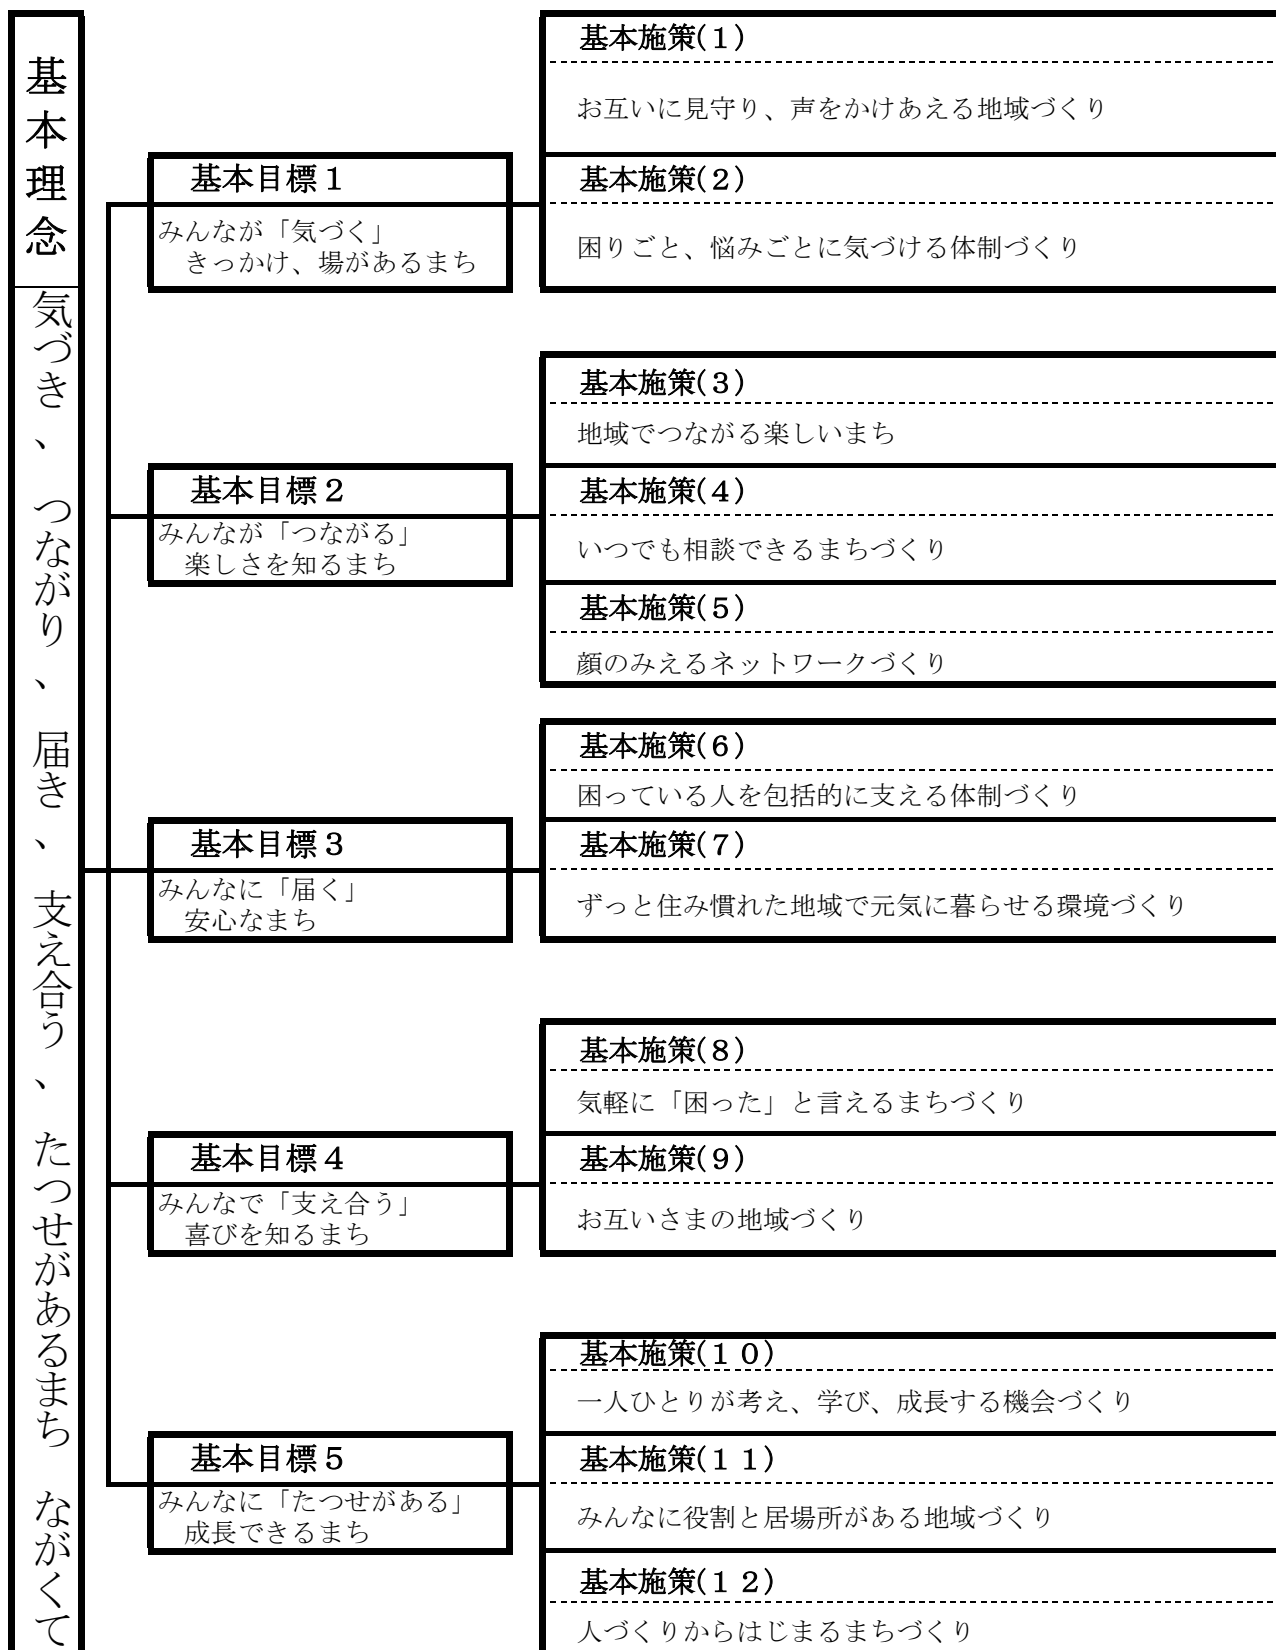 基本理念
気づき、つながり、届き、支え合う、たつせがあるまち ながくて
基本目標１
みんなが「気づく」
きっかけ、場があるまち
基本施策(１)
お互いに見守り、声をかけあえる地域づくり
基本施策(２)
困りごと、悩みごとに気づける体制づくり
基本目標２
みんなが「つながる」
楽しさを知るまち
基本施策(３)
地域でつながる楽しいまち
基本施策(４)
いつでも相談できるまちづくり
基本施策(５)
顔のみえるネットワークづくり
基本目標３
みんなに「届く」
安心なまち
基本施策(６)
困っている人を包括的に支える体制づくり
基本施策(７)
ずっと住み慣れた地域で元気に暮らせる環境づくり
基本目標４
みんなで「支え合う」
喜びを知るまち
基本施策(８)
気軽に「困った」と言えるまちづくり
基本施策(９)
お互いさまの地域づくり
基本目標５
みんなに「たつせがある」
成長できるまち
基本施策(１０)
一人ひとりが考え、学び、成長する機会づくり
基本施策(１１)
みんなに役割と居場所がある地域づくり
基本施策(１２)
人づくりからはじまるまちづくり